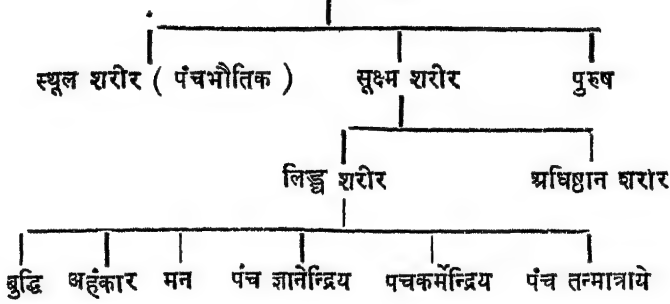 स्थूल शरीर ( पंचभौतिक ) सूक्ष्म शरीर पुरुष
लिङ्ग शरीर अधिष्ठान शरीर
बुद्धि अहंकार मन पंच ज्ञानेन्द्रिय पचकर्मेन्द्रिय पंच तन्मात्राये